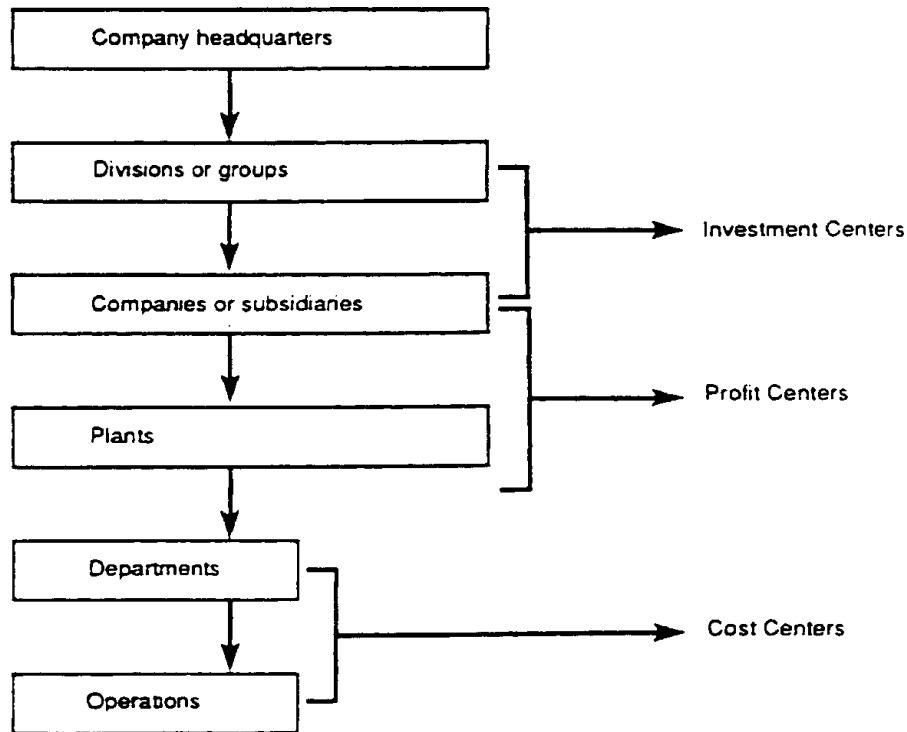 Company headquarters
Divisions or groups
Investment Centers
Companies or subsidiaries
Profit Centers
Plants
Departments
Cost Centers
Operations